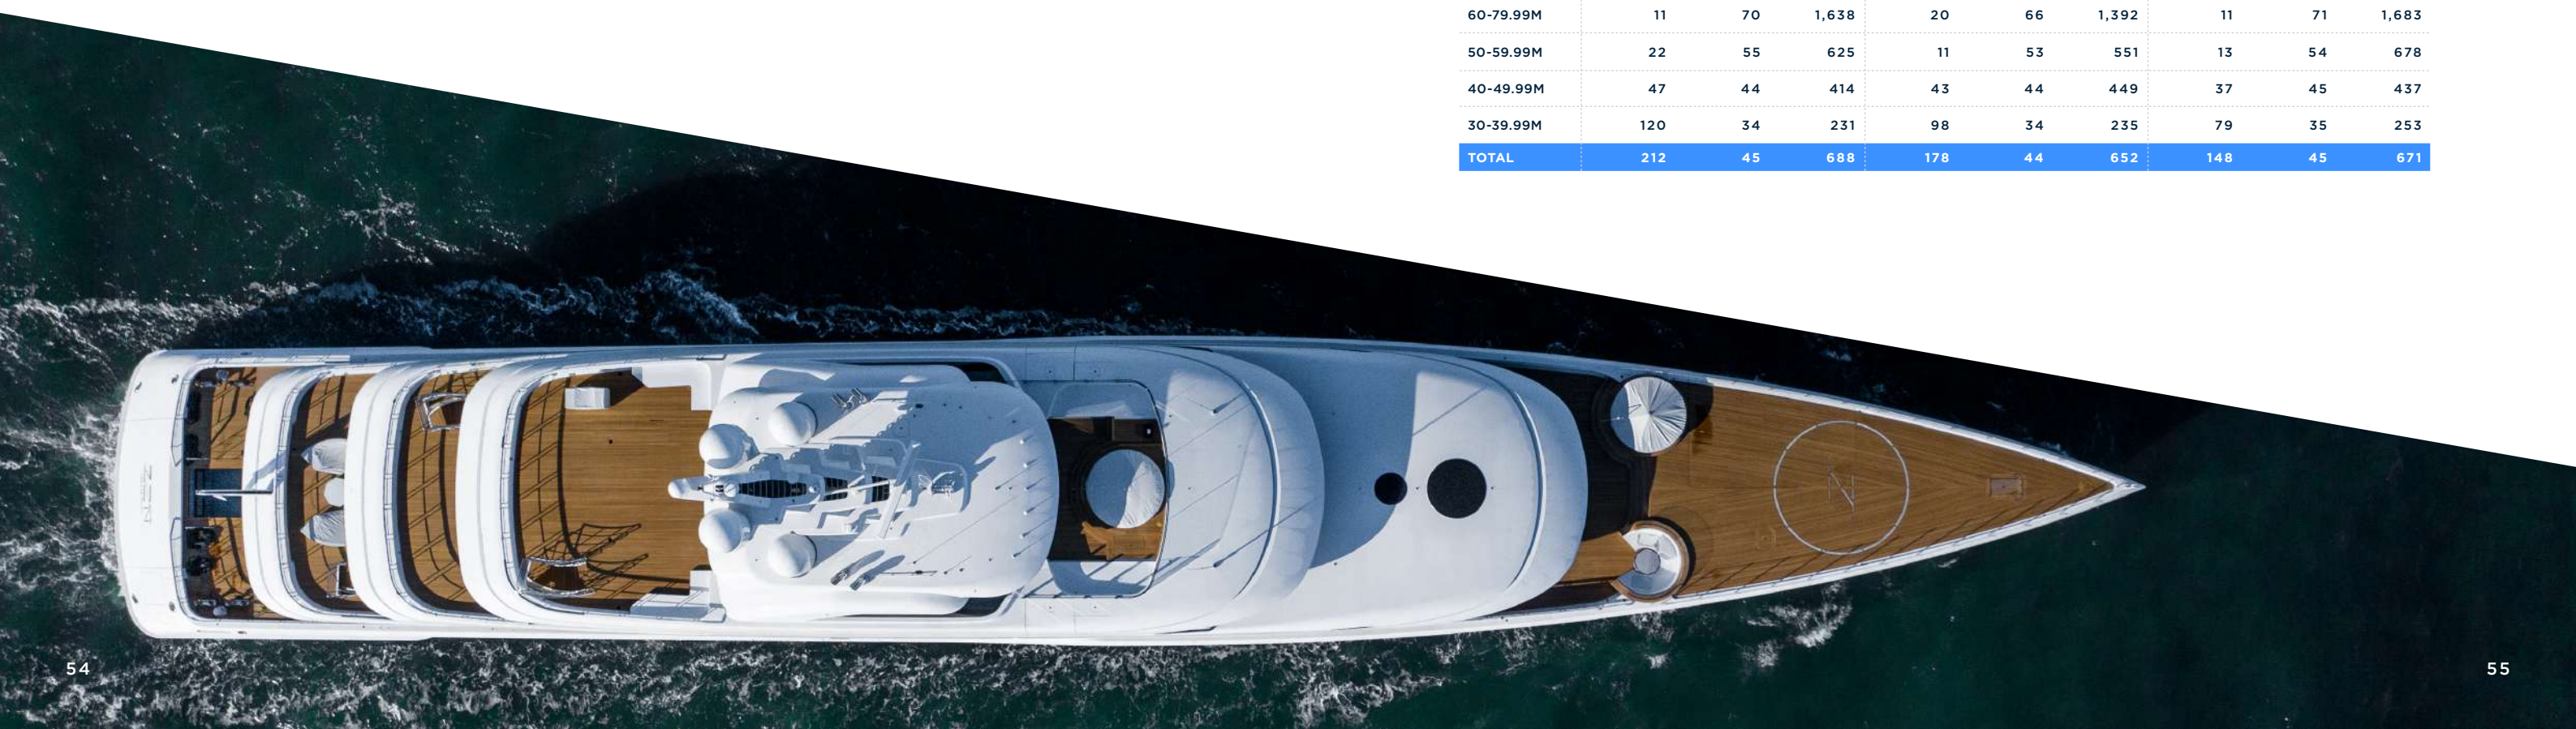 60-79.99M 11 70 1,638 20 66 1,392 11 71 1,683
50-59.99M 22 55 625 11 53 551 13 54 678
40-49.99M 47 44 414 43 44 449 37 45 437
30-39.99M 120 34 231 98 34 235 79 35 253
TOTAL 212 45 688 178 44 652 148 45 671
N
54
55